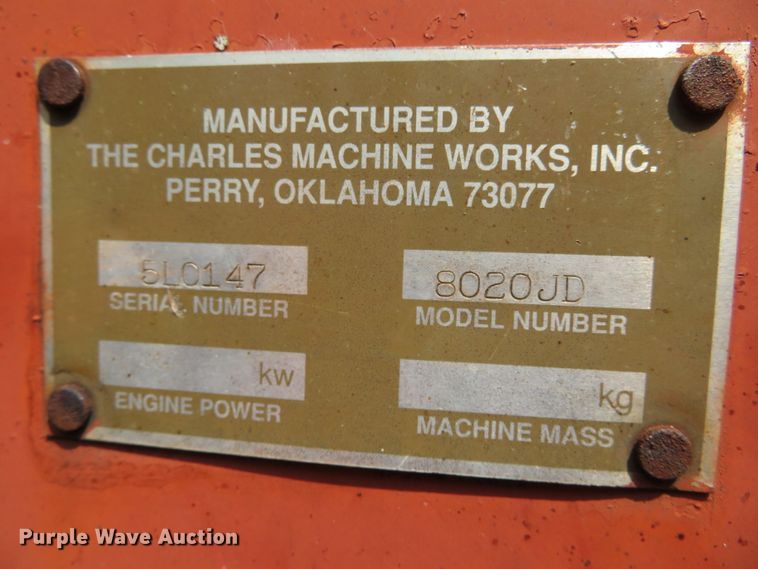 MANUFACTURED BY
THE CHARLES MACHINE WORKS, INC.
PERRY, OKLAHOMA 73077
5L0147 8020JD
SERIAL NUMBER MODEL NUMBER
kw kg
ENGINE POWER MACHINE MASS
Purple Wave Auction®